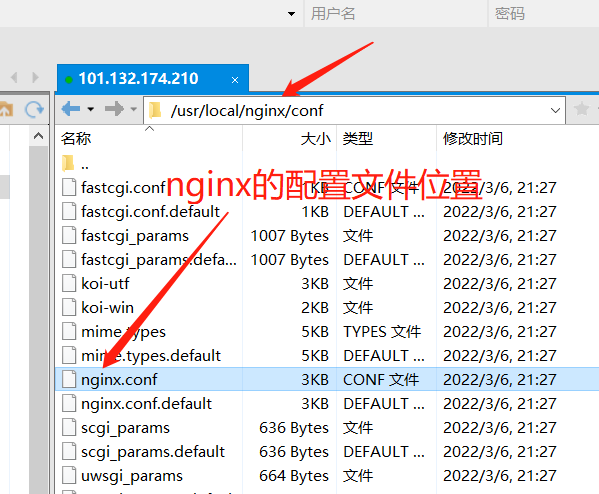 用户名 密码
101.132.174.210 ×
/usr/local/nginx/conf
名称 大小 类型 修改时间
..
fastcgi.conf 1KB CONF 文件 2022/3/6, 21:27
nginx的配置文件位置
fastcgi.conf.default 1KB DEFAULT ... 2022/3/6, 21:27
fastcgi_params 1007 Bytes 文件 2022/3/6, 21:27
fastcgi_params.defa... 1007 Bytes DEFAULT ... 2022/3/6, 21:27
koi-utf 3KB 文件 2022/3/6, 21:27
koi-win 2KB 文件 2022/3/6, 21:27
mime.types 5KB TYPES 文件 2022/3/6, 21:27
mime.types.default 5KB DEFAULT ... 2022/3/6, 21:27
nginx.conf 3KB CONF 文件 2022/3/6, 21:27
nginx.conf.default 3KB DEFAULT ... 2022/3/6, 21:27
scgi_params 636 Bytes 文件 2022/3/6, 21:27
scgi_params.default 636 Bytes DEFAULT ... 2022/3/6, 21:27
uwsgi_params 664 Bytes 文件 2022/3/6, 21:27